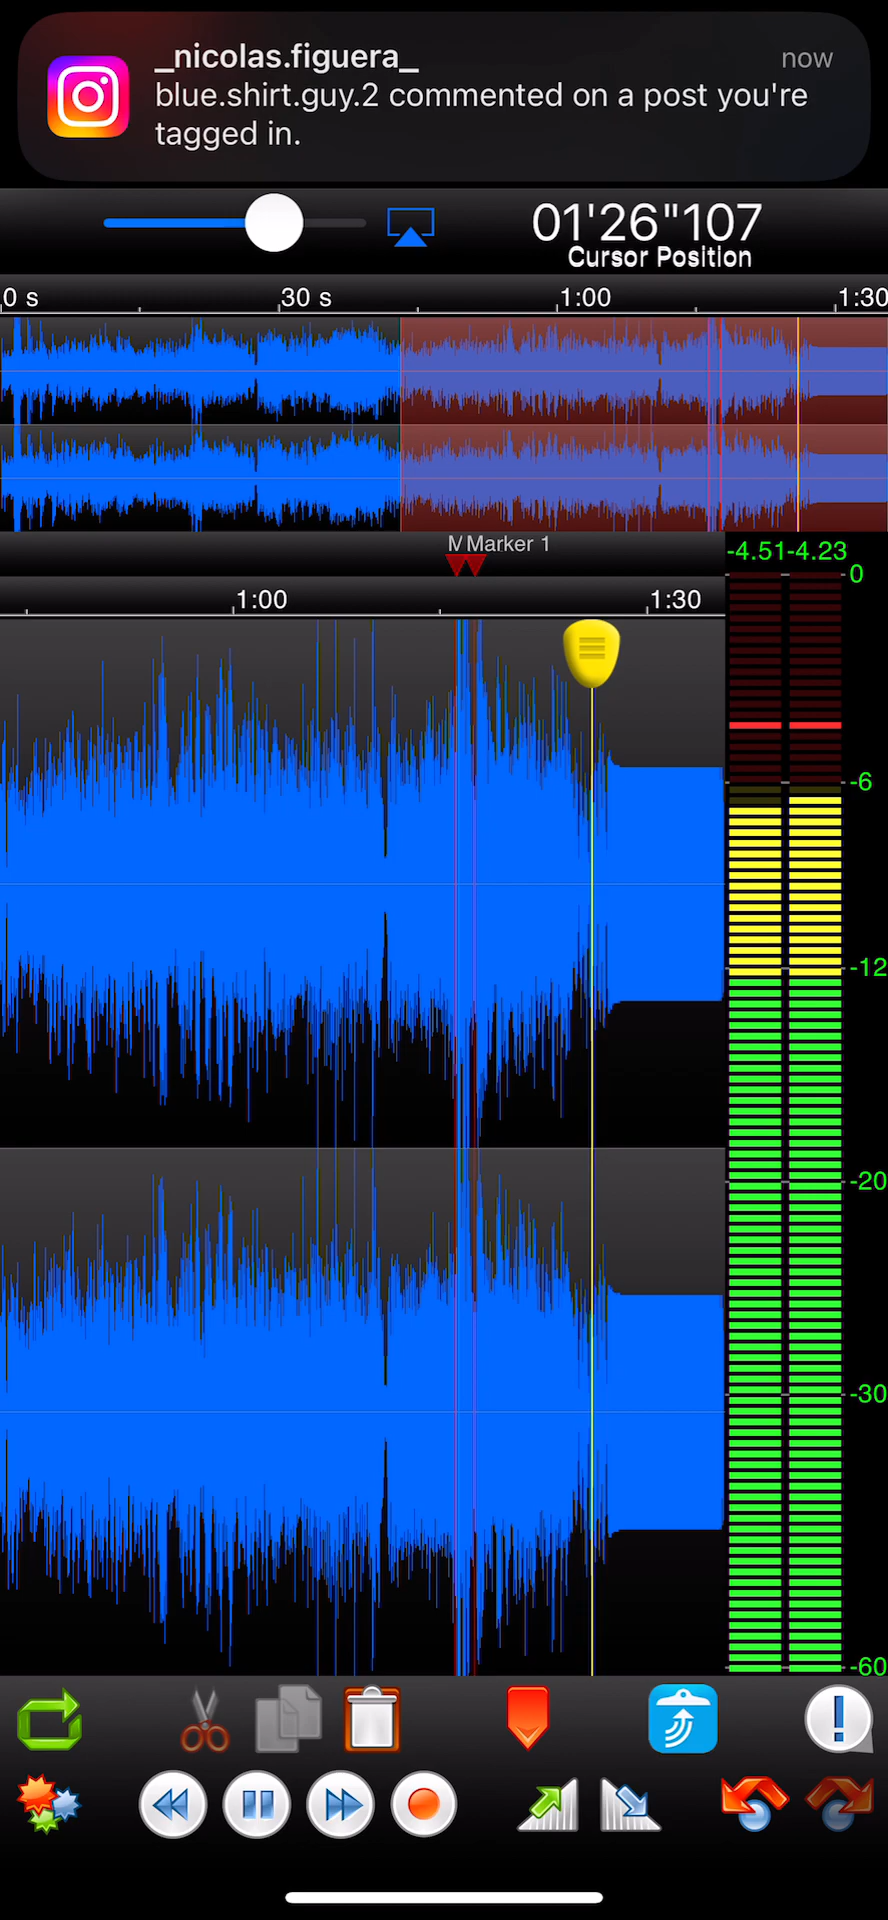 _nicolas.figuera_
now
blue.shirt.guy.2 commented on a post you're
tagged in.
01'26"107
Cursor Position
0 s
30 s
1:00
1:30
M Marker 1
-4.51 -4.23
0
1:00
1:30
-6
-12
-20
-30
-60